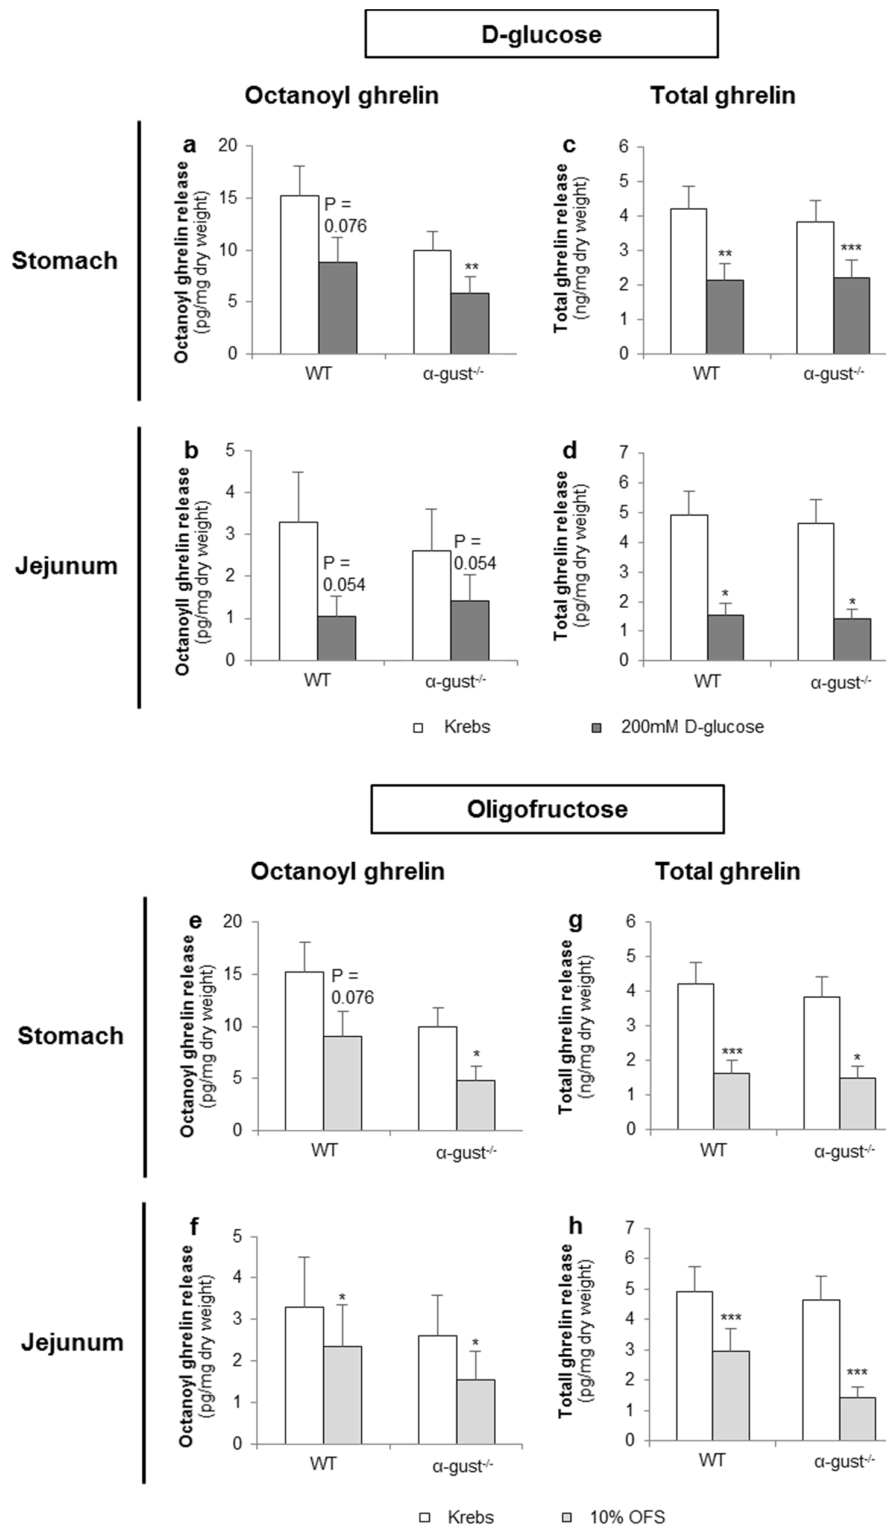 D-glucose
Octanoyl ghrelin
Total ghrelin
Stomach
a
Octanoyl ghrelin release
(pg/mg dry weight)
20
15
10
5
0
P =
0.076
**
WT
α-gust-/-
c
Total ghrelin release
(ng/mg dry weight)
6
5
4
3
2
1
0
**
***
WT
α-gust-/-
Jejunum
b
Octanoyll ghrelin release
(pg/mg dry weight)
5
4
3
2
1
0
P =
0.054
P =
0.054
WT
α-gust-/-
d
Total ghrelin release
(pg/mg dry weight)
7
6
5
4
3
2
1
0
*
*
WT
α-gust-/-
Krebs
200mM D-glucose
Oligofructose
Octanoyl ghrelin
Total ghrelin
Stomach
e
Octanoyl ghrelin release
(pg/mg dry weight)
20
15
10
5
0
P =
0.076
*
WT
α-gust-/-
g
Totall ghrelin release
(ng/mg dry weight)
6
5
4
3
2
1
0
***
*
WT
α-gust-/-
Jejunum
f
Octanoyl ghrelin release
(pg/mg dry weight)
5
4
3
2
1
0
*
*
WT
α-gust-/-
h
Totall ghrelin release
(pg/mg dry weight)
7
6
5
4
3
2
1
0
***
***
WT
α-gust-/-
Krebs
10% OFS